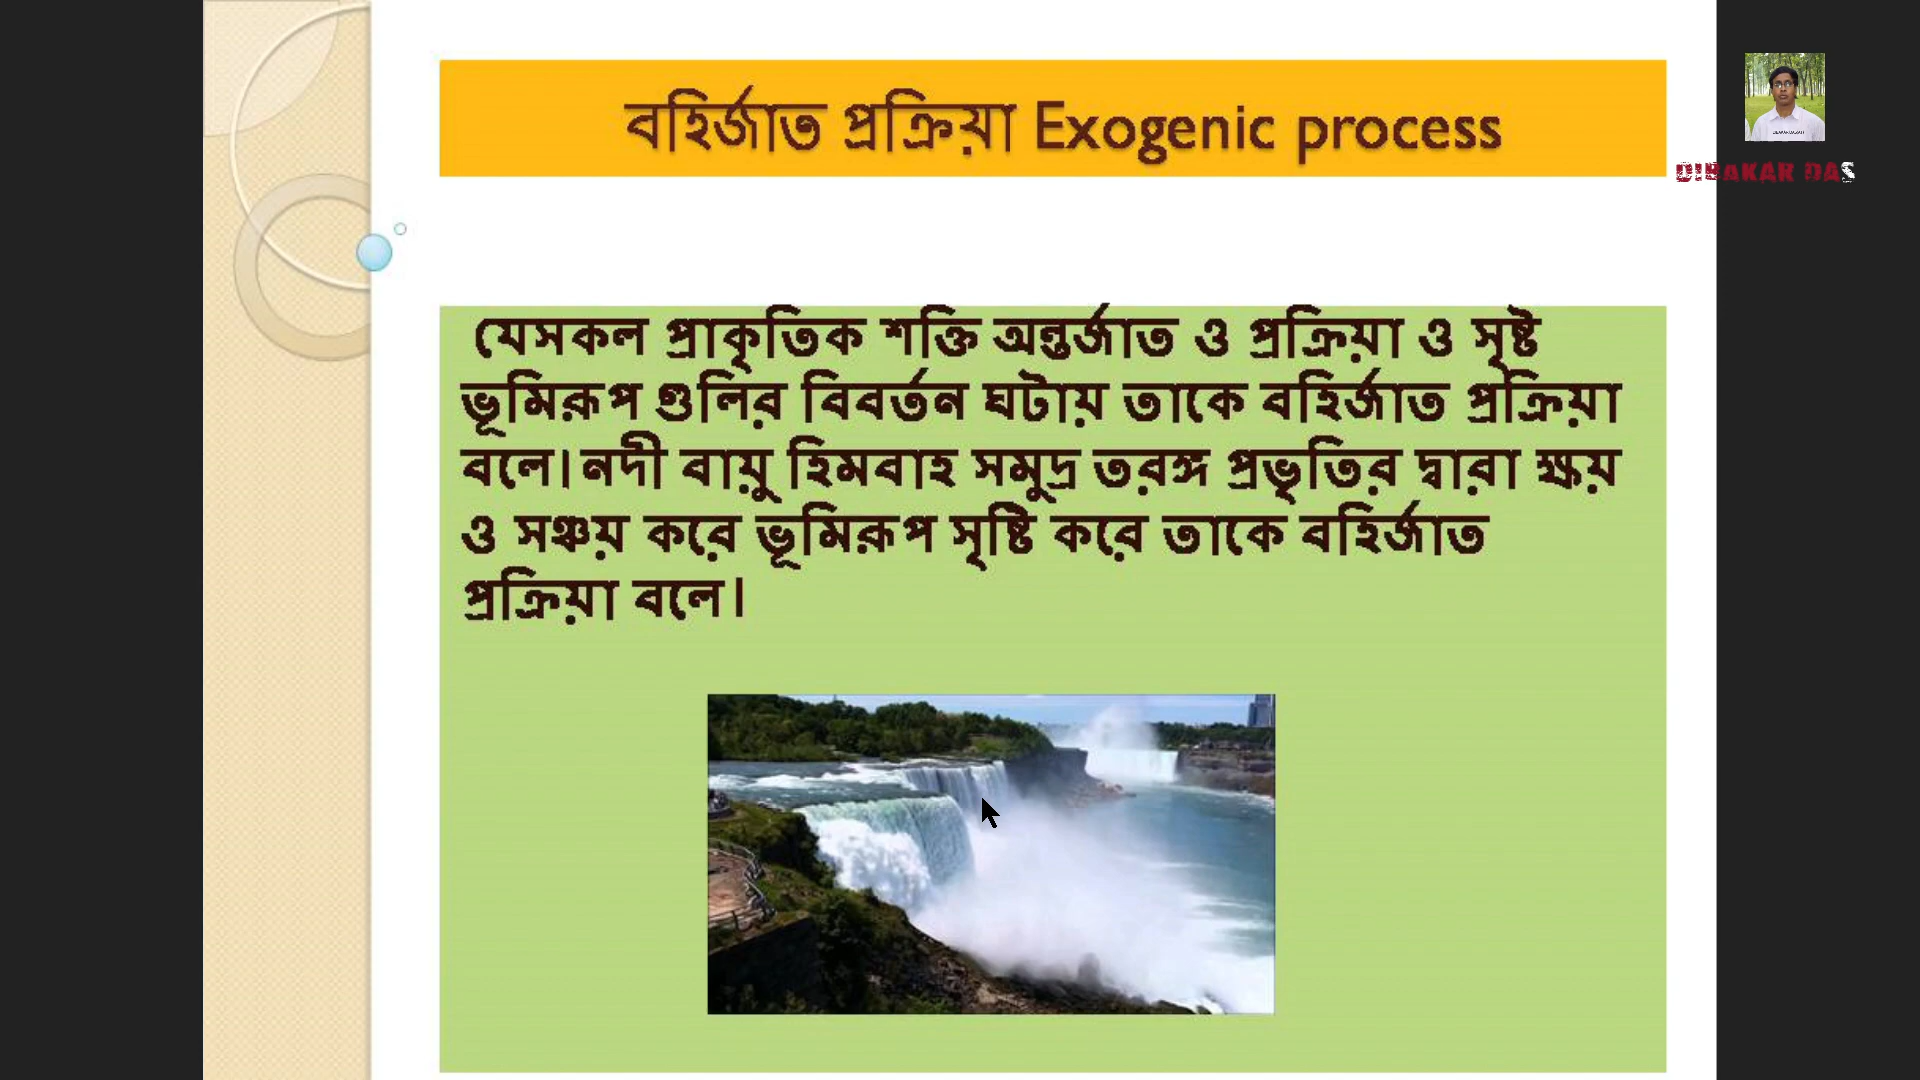 বহির্জাত প্রক্রিয়া Exogenic process
DIBAKAR DAS
যেসকল প্রাকৃতিক শক্তি অন্তর্জাত ও প্রক্রিয়া ও সৃষ্ট
ভূমিরূপ গুলির বিবর্তন ঘটায় তাকে বহির্জাত প্রক্রিয়া
বলে। নদী বায়ু হিমবাহ সমুদ্র তরঙ্গ প্রভৃতির দ্বারা ক্ষয়
ও সঞ্চয় করে ভূমিরূপ সৃষ্টি করে তাকে বহির্জাত
প্রক্রিয়া বলে।